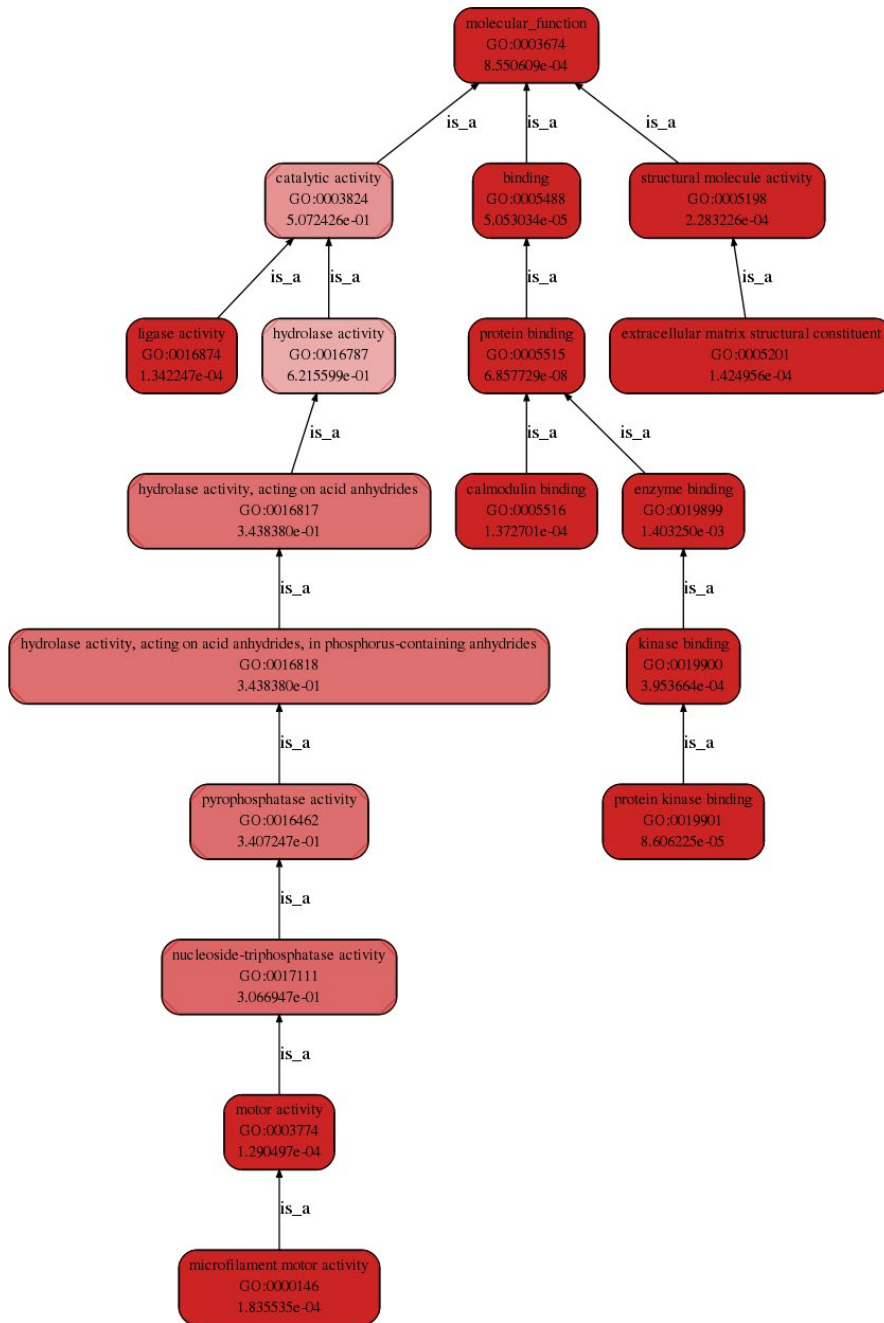 molecular_function
GO:0003674
8.550609e-04
is_a
is_a
is_a
catalytic activity
GO:0003824
5.072426e-01
binding
GO:0005488
5.053034e-05
structural molecule activity
GO:0005198
2.283226e-04
is_a
is_a
is_a
is_a
ligase activity
GO:0016874
1.342247e-04
hydrolase activity
GO:0016787
6.215599e-01
protein binding
GO:0005515
6.857729e-08
extracellular matrix structural constituent
GO:0005201
1.424956e-04
is_a
is_a
is_a
hydrolase activity, acting on acid anhydrides
GO:0016817
3.438380e-01
calmodulin binding
GO:0005516
1.372701e-04
enzyme binding
GO:0019899
1.403250e-03
is_a
is_a
hydrolase activity, acting on acid anhydrides, in phosphorus-containing anhydrides
GO:0016818
3.438380e-01
kinase binding
GO:0019900
3.953664e-04
is_a
is_a
pyrophosphatase activity
GO:0016462
3.407247e-01
protein kinase binding
GO:0019901
8.606225e-05
is_a
nucleoside-triphosphatase activity
GO:0017111
3.066947e-01
is_a
motor activity
GO:0003774
1.290497e-04
is_a
microfilament motor activity
GO:0000146
1.835535e-04